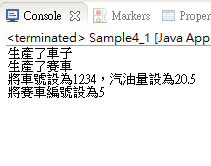 Console Markers Proper
<terminated> Sample4_1 [Java App
生產了車子
生產了賽車
將車號設為1234，汽油量設為20.5
將賽車編號設為5